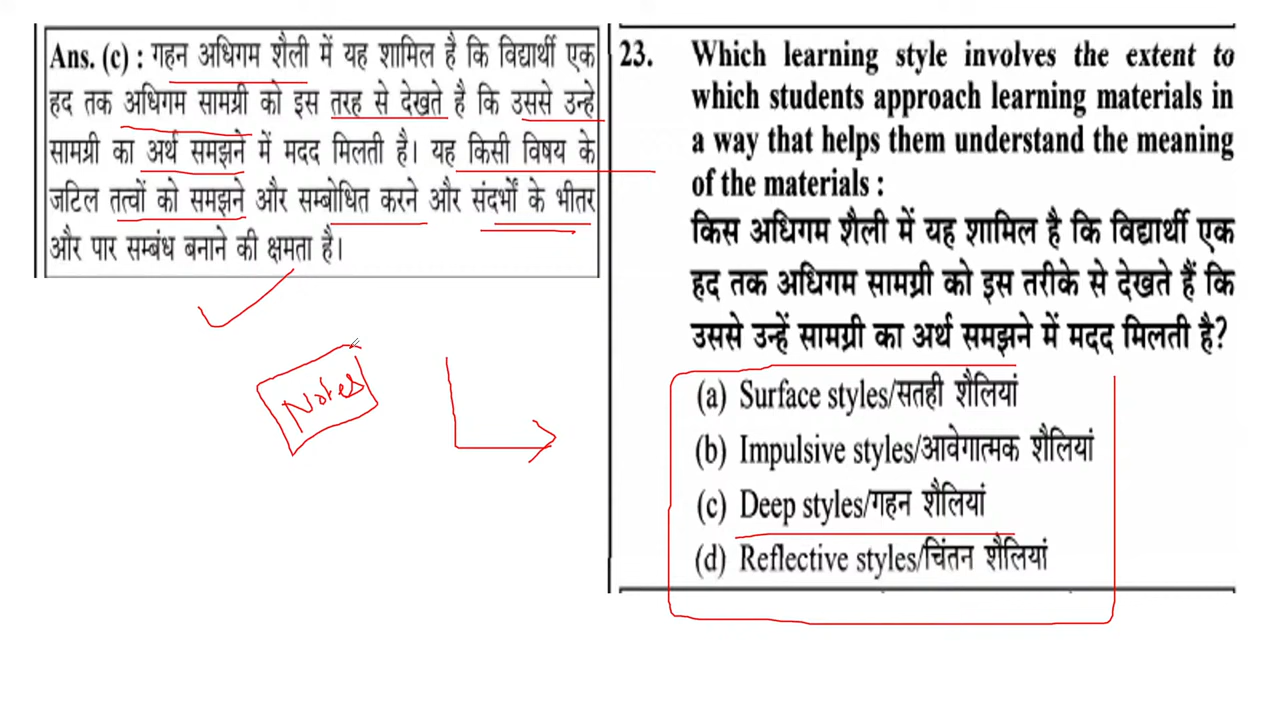 Ans. (c) : गहन अधिगम शैली में यह शामिल है कि विद्यार्थी एक
हद तक अधिगम सामग्री को इस तरह से देखते है कि उससे उन्हे
सामग्री का अर्थ समझने में मदद मिलती है। यह किसी विषय के
जटिल तत्वों को समझने और सम्बोधित करने और संदर्भों के भीतर
और पार सम्बंध बनाने की क्षमता है।
Notes
23. Which learning style involves the extent to
which students approach learning materials in
a way that helps them understand the meaning
of the materials :
किस अधिगम शैली में यह शामिल है कि विद्यार्थी एक
हद तक अधिगम सामग्री को इस तरीके से देखते हैं कि
उससे उन्हें सामग्री का अर्थ समझने में मदद मिलती है?
(a) Surface styles/सतही शैलियां
(b) Impulsive styles/आवेगात्मक शैलियां
(c) Deep styles/गहन शैलियां
(d) Reflective styles/चिंतन शैलियां